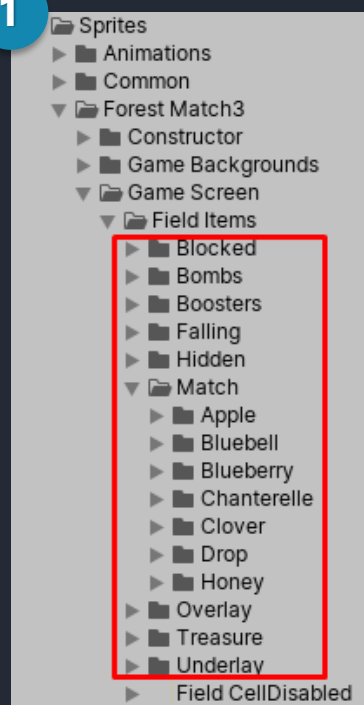 1
Sprites
Animations
Common
Forest Match3
Constructor
Game Backgrounds
Game Screen
Field Items
Blocked
Bombs
Boosters
Falling
Hidden
Match
Apple
Bluebell
Blueberry
Chanterelle
Clover
Drop
Honey
Overlay
Treasure
Underlay
Field CellDisabled